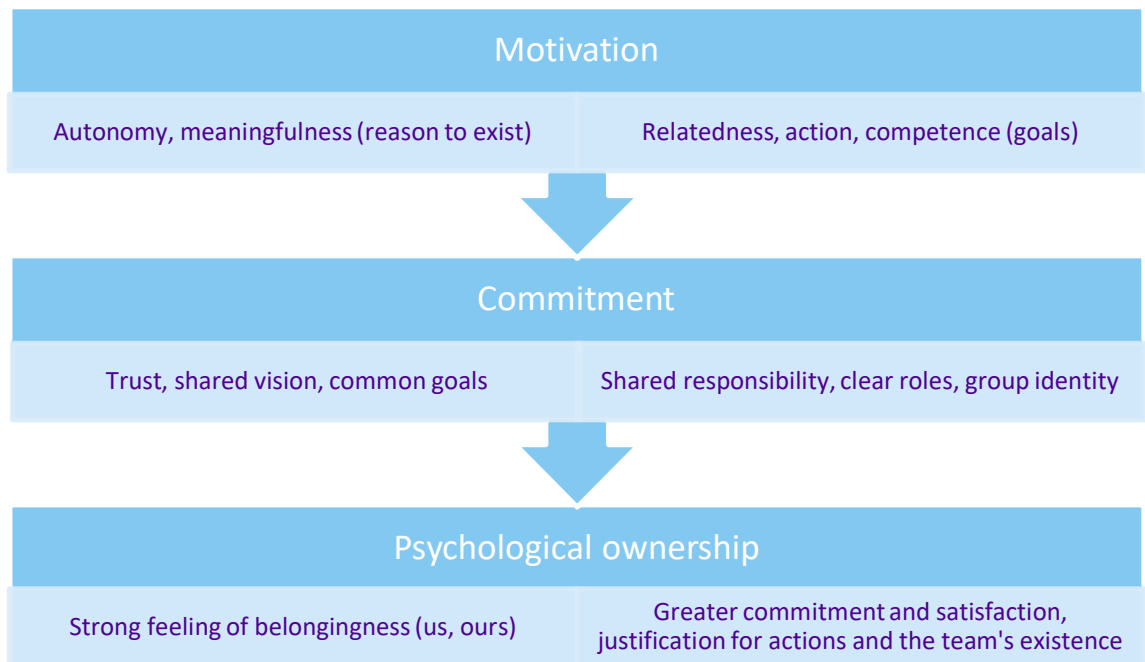 Motivation
Autonomy, meaningfulness (reason to exist)
Relatedness, action, competence (goals)
Commitment
Trust, shared vision, common goals
Shared responsibility, clear roles, group identity
Psychological ownership
Strong feeling of belongingness (us, ours)
Greater commitment and satisfaction,
justification for actions and the team's existence